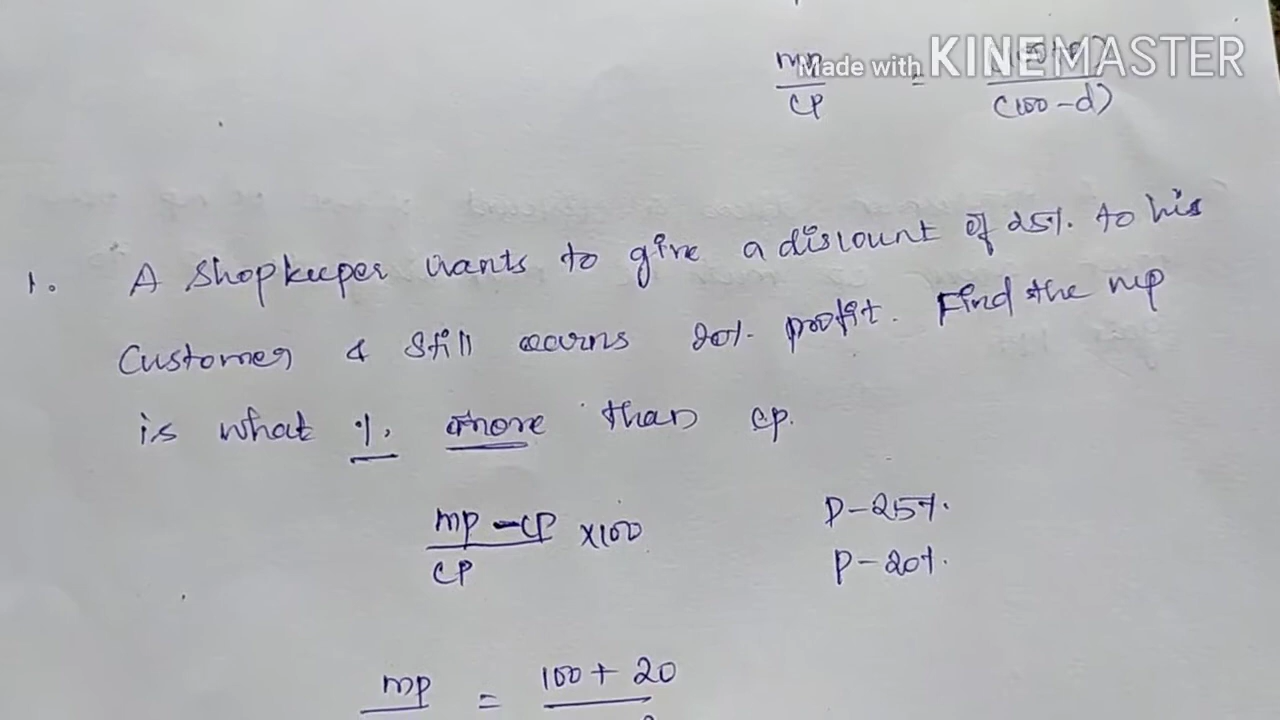 Made with KINEMASTER
mp
CP
=
(100-d)
1. A shopkeeper wants to give a discount of 25%. to his
Customer & still earns 20%. profit. Find the mp
is what %. more than cp.
mp - CP
CP
×100
D-25%.
P-20%.
mp = 100 + 20